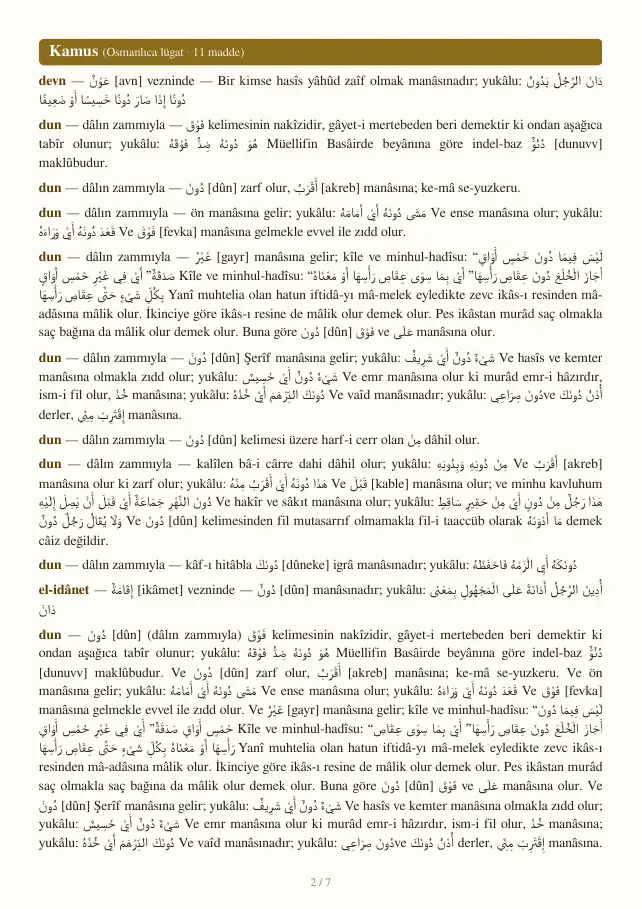 Kamus (Osmanlıca lügat · 11 madde)
devn — عَوْنٌ [avn] vezninde — Bir kimse hasîs yâhûd zaîf olmak manâsınadır; yukâlu: دَانَ الرَّجُلُ يَدُونُ
دُونًا إِذَا صَارَ دُونًا خَسِيسًا أَوْ ضَعِيفًا
dun — dâlın zammıyla — فَوْقَ kelimesinin nakîzidir, gâyet-i mertebeden beri demektir ki ondan aşağıca
tabîr olunur; yukâlu: هُوَ دُونَهُ ضِدُّ فَوْقَهُ Müellifin Basâirde beyânına göre indel-baz دُنُوٌّ [dunuvv]
maklûbudur.
dun — dâlın zammıyla — دُونَ [dûn] zarf olur, أَقْرَبُ [akreb] manâsına; ke-mâ se-yuzkeru.
dun — dâlın zammıyla — ön manâsına gelir; yukâlu: مَشَى دُونَهُ أَيْ أَمَامَهُ Ve ense manâsına olur; yukâlu:
قَعَدَ دُونَهُ أَيْ وَرَاءَهُ Ve فَوْقَ [fevka] manâsına gelmekle evvel ile zıdd olur.
dun — dâlın zammıyla — غَيْرُ [gayr] manâsına gelir; kîle ve minhul-hadîsu: “لَيْسَ فِيمَا دُونَ خَمْسِ أَوَاقٍ
صَدَقَةٌ” أَيْ فِي غَيْرِ خَمْسِ أَوَاقٍ Kîle ve minhul-hadîsu: “أَجَازَ الْخُلْعَ دُونَ عِقَاصِ رَأْسِهَا” أَيْ بِمَا سِوَى عِقَاصِ رَأْسِهَا أَوْ مَعْنَاهُ
بِكُلِّ شَيْءٍ حَتَّى عِقَاصِ رَأْسِهَا Yanî muhtelia olan hatun iftidâ-yı mâ-melek eyledikte zevc ikâs-ı resinden mâ-
adâsına mâlik olur. İkinciye göre ikâs-ı resine de mâlik olur demek olur. Pes ikâstan murâd saç olmakla
saç bağına da mâlik olur demek olur. Buna göre دُونَ [dûn] فَوْقَ ve عَلَى manâsına olur.
dun — dâlın zammıyla — دُونَ [dûn] Şerîf manâsına gelir; yukâlu: شَيْءٌ دُونٌ أَيْ شَرِيفٌ Ve hasîs ve kemter
manâsına olmakla zıdd olur; yukâlu: شَيْءٌ دُونٌ أَيْ خَسِيسٌ Ve emr manâsına olur ki murâd emr-i hâzırdır,
ism-i fil olur, خُذْ manâsına; yukâlu: دُونَكَ الدِّرْهَمَ أَيْ خُذْهُ Ve vaîd manâsınadır; yukâlu: دُونَ صِرَاعِي ve أُدْنُ دُونَكَ
derler, إِقْتَرِبْ مِنِّي manâsına.
dun — dâlın zammıyla — دُونَ [dûn] kelimesi üzere harf-i cerr olan مِنْ dâhil olur.
dun — dâlın zammıyla — kalîlen bâ-i cârre dahi dâhil olur; yukâlu: مِنْ دُونِهِ وَبِدُونِهِ Ve أَقْرَبُ [akreb]
manâsına olur ki zarf olur; yukâlu: هَذَا دُونَهُ أَيْ أَقْرَبُ مِنْهُ Ve قَبْلَ [kable] manâsına olur; ve minhu kavluhum
دُونَ النَّهْرِ جَمَاعَةٌ أَيْ قَبْلَ أَنْ يَصِلَ إِلَيْهِ Ve hakîr ve sâkıt manâsına olur; yukâlu: هَذَا رَجُلٌ مِنْ دُونٍ أَيْ مِنْ حَقِيرٍ سَاقِطٍ
وَلَا يُقَالُ رَجُلٌ دُونٌ Ve دُونَ [dûn] kelimesinden fil mutasarrıf olmamakla fil-i taaccüb olarak مَا أَدْوَنَهُ demek
câiz değildir.
dun — dâlın zammıyla — kâf-ı hitâbla دُونَكَ [dûneke] igrâ manâsınadır; yukâlu: دُونَكَهُ أَيِ الْزَمْهُ فَاحْفَظْهُ
el-idânet — إِقَامَةٌ [ikâmet] vezninde — دُونٌ [dûn] manâsınadır; yukâlu: أُدِينَ الرَّجُلُ أَدَانَةً عَلَى الْمَجْهُولِ بِمَعْنَى
دَانَ
dun — دُونَ [dûn] (dâlın zammıyla) فَوْقَ kelimesinin nakîzidir, gâyet-i mertebeden beri demektir ki
ondan aşağıca tabîr olunur; yukâlu: هُوَ دُونَهُ ضِدُّ فَوْقَهُ Müellifin Basâirde beyânına göre indel-baz دُنُوٌّ
[dunuvv] maklûbudur. Ve دُونَ [dûn] zarf olur, أَقْرَبُ [akreb] manâsına; ke-mâ se-yuzkeru. Ve ön
manâsına gelir; yukâlu: مَشَى دُونَهُ أَيْ أَمَامَهُ Ve ense manâsına olur; yukâlu: قَعَدَ دُونَهُ أَيْ وَرَاءَهُ Ve فَوْقَ [fevka]
manâsına gelmekle evvel ile zıdd olur. Ve غَيْرُ [gayr] manâsına gelir; kîle ve minhul-hadîsu: “لَيْسَ فِيمَا دُونَ
خَمْسِ أَوَاقٍ صَدَقَةٌ” أَيْ فِي غَيْرِ خَمْسِ أَوَاقٍ Kîle ve minhul-hadîsu: “أَجَازَ الْخُلْعَ دُونَ عِقَاصِ رَأْسِهَا” أَيْ بِمَا سِوَى عِقَاصِ
رَأْسِهَا أَوْ مَعْنَاهُ بِكُلِّ شَيْءٍ حَتَّى عِقَاصِ رَأْسِهَا Yanî muhtelia olan hatun iftidâ-yı mâ-melek eyledikte zevc ikâs-ı
resinden mâ-adâsına mâlik olur. İkinciye göre ikâs-ı resine de mâlik olur demek olur. Pes ikâstan murâd
saç olmakla saç bağına da mâlik olur demek olur. Buna göre دُونَ [dûn] فَوْقَ ve عَلَى manâsına olur. Ve
دُونَ [dûn] Şerîf manâsına gelir; yukâlu: شَيْءٌ دُونٌ أَيْ شَرِيفٌ Ve hasîs ve kemter manâsına olmakla zıdd olur;
yukâlu: شَيْءٌ دُونٌ أَيْ خَسِيسٌ Ve emr manâsına olur ki murâd emr-i hâzırdır, ism-i fil olur, خُذْ manâsına;
yukâlu: دُونَكَ الدِّرْهَمَ أَيْ خُذْهُ Ve vaîd manâsınadır; yukâlu: دُونَ صِرَاعِي ve أُدْنُ دُونَكَ derler, إِقْتَرِبْ مِنِّي manâsına.
2 / 7